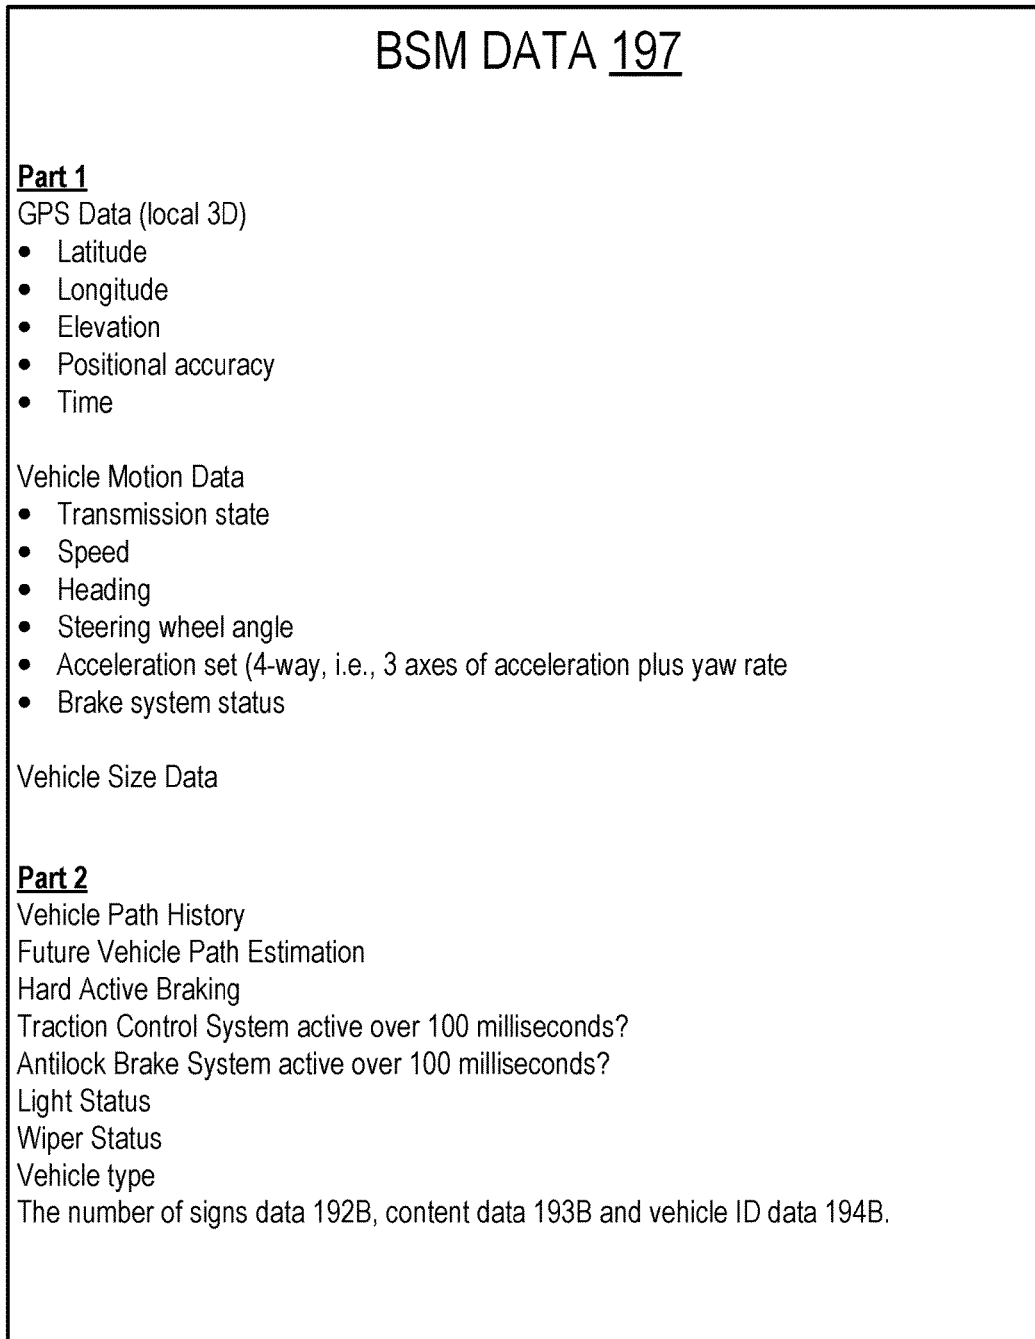 BSM DATA 197
Part 1
GPS Data (local 3D)
• Latitude
• Longitude
• Elevation
• Positional accuracy
• Time
Vehicle Motion Data
• Transmission state
• Speed
• Heading
• Steering wheel angle
• Acceleration set (4-way, i.e., 3 axes of acceleration plus yaw rate
• Brake system status
Vehicle Size Data
Part 2
Vehicle Path History
Future Vehicle Path Estimation
Hard Active Braking
Traction Control System active over 100 milliseconds?
Antilock Brake System active over 100 milliseconds?
Light Status
Wiper Status
Vehicle type
The number of signs data 192B, content data 193B and vehicle ID data 194B.